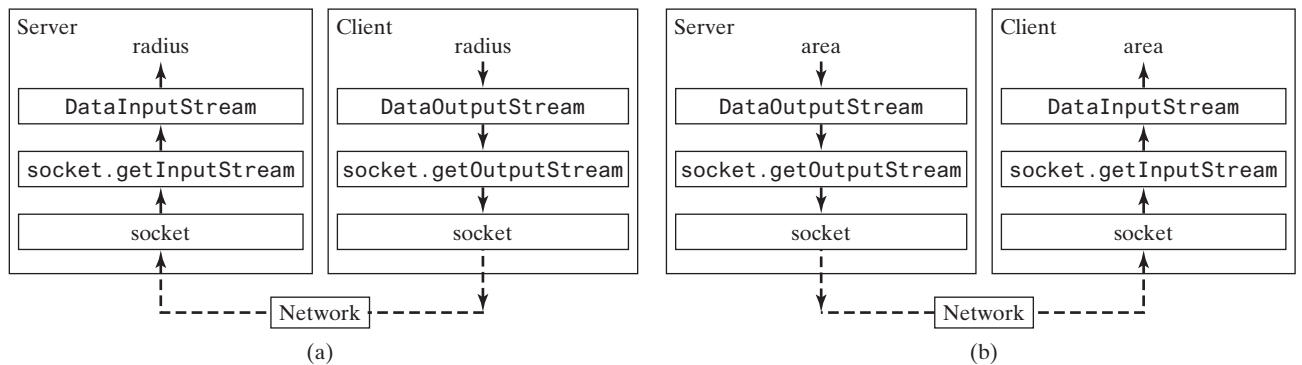 Server
radius
DataInputStream
socket.getInputStream
socket
Client
radius
DataOutputStream
socket.getOutputStream
socket
Network
(a)
Server
area
DataOutputStream
socket.getOutputStream
socket
Client
area
DataInputStream
socket.getInputStream
socket
Network
(b)